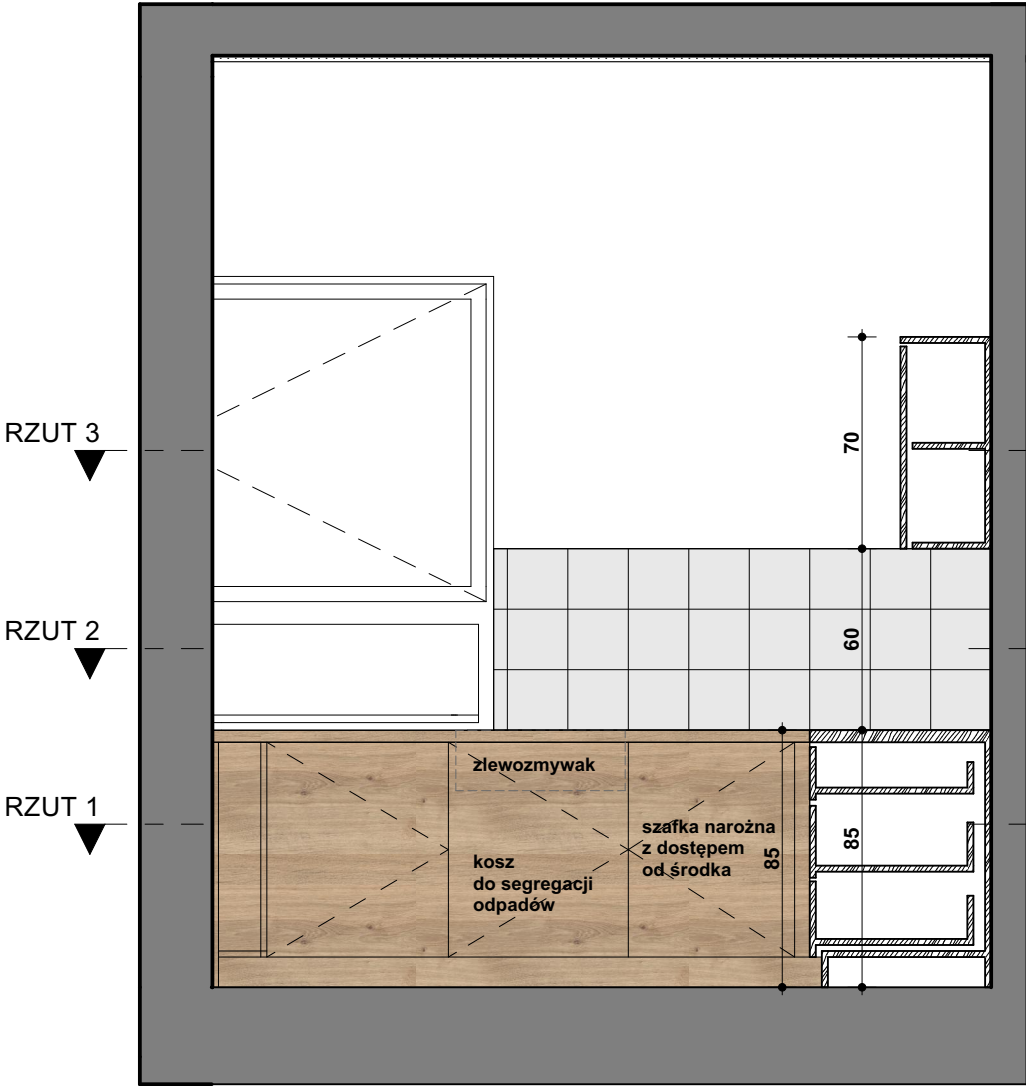 RZUT 3
70
RZUT 2
60
zlewozmywak
RZUT 1
szafka narożna
z dostępem
od środka
85
85
kosz
do segregacji
odpadów